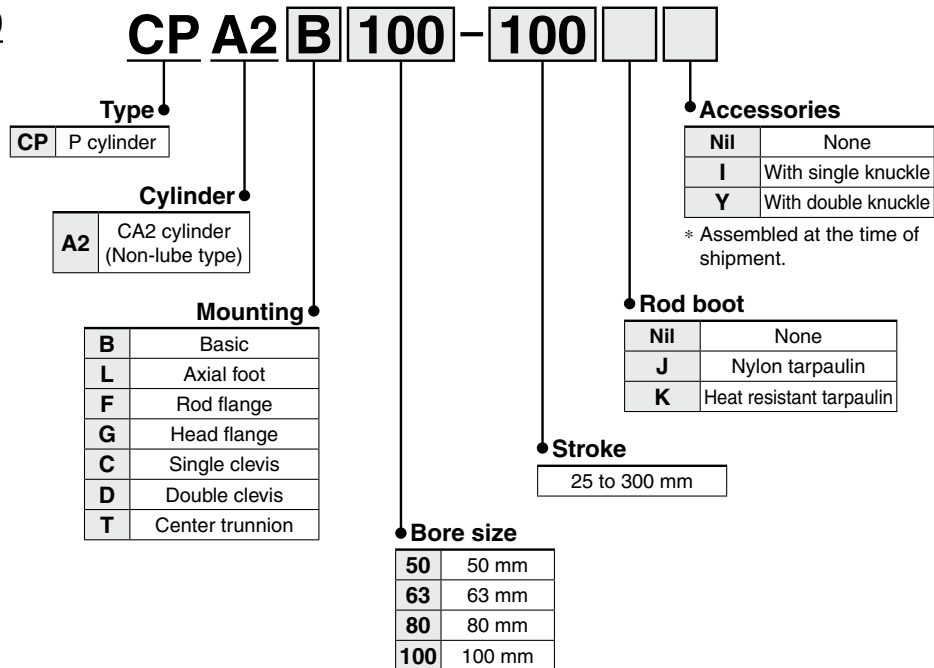 CP A2 B 100 - 100
Type
CP P cylinder
Cylinder
A2 CA2 cylinder
(Non-lube type)
Mounting
B Basic
L Axial foot
F Rod flange
G Head flange
C Single clevis
D Double clevis
T Center trunnion
Bore size
50 50 mm
63 63 mm
80 80 mm
100 100 mm
Stroke
25 to 300 mm
Rod boot
Nil None
J Nylon tarpaulin
K Heat resistant tarpaulin
Accessories
Nil None
I With single knuckle
Y With double knuckle
* Assembled at the time of
shipment.